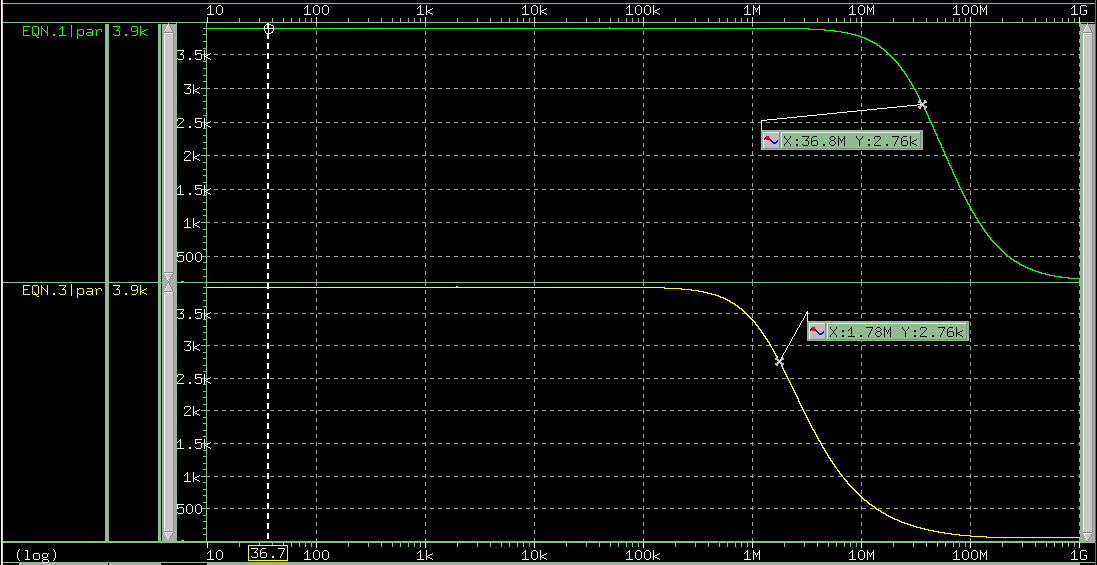 10 100 1k 10k 100k 1M 10M 100M 1G
EQN.1|par 3.9k
3.5k
3k
2.5k
X:36.8M Y:2.76k
2k
1.5k
1k
500
EQN.3|par 3.9k
3.5k
X:1.78M Y:2.76k
3k
2.5k
2k
1.5k
1k
500
(log) 10 36.7 100 1k 10k 100k 1M 10M 100M 1G